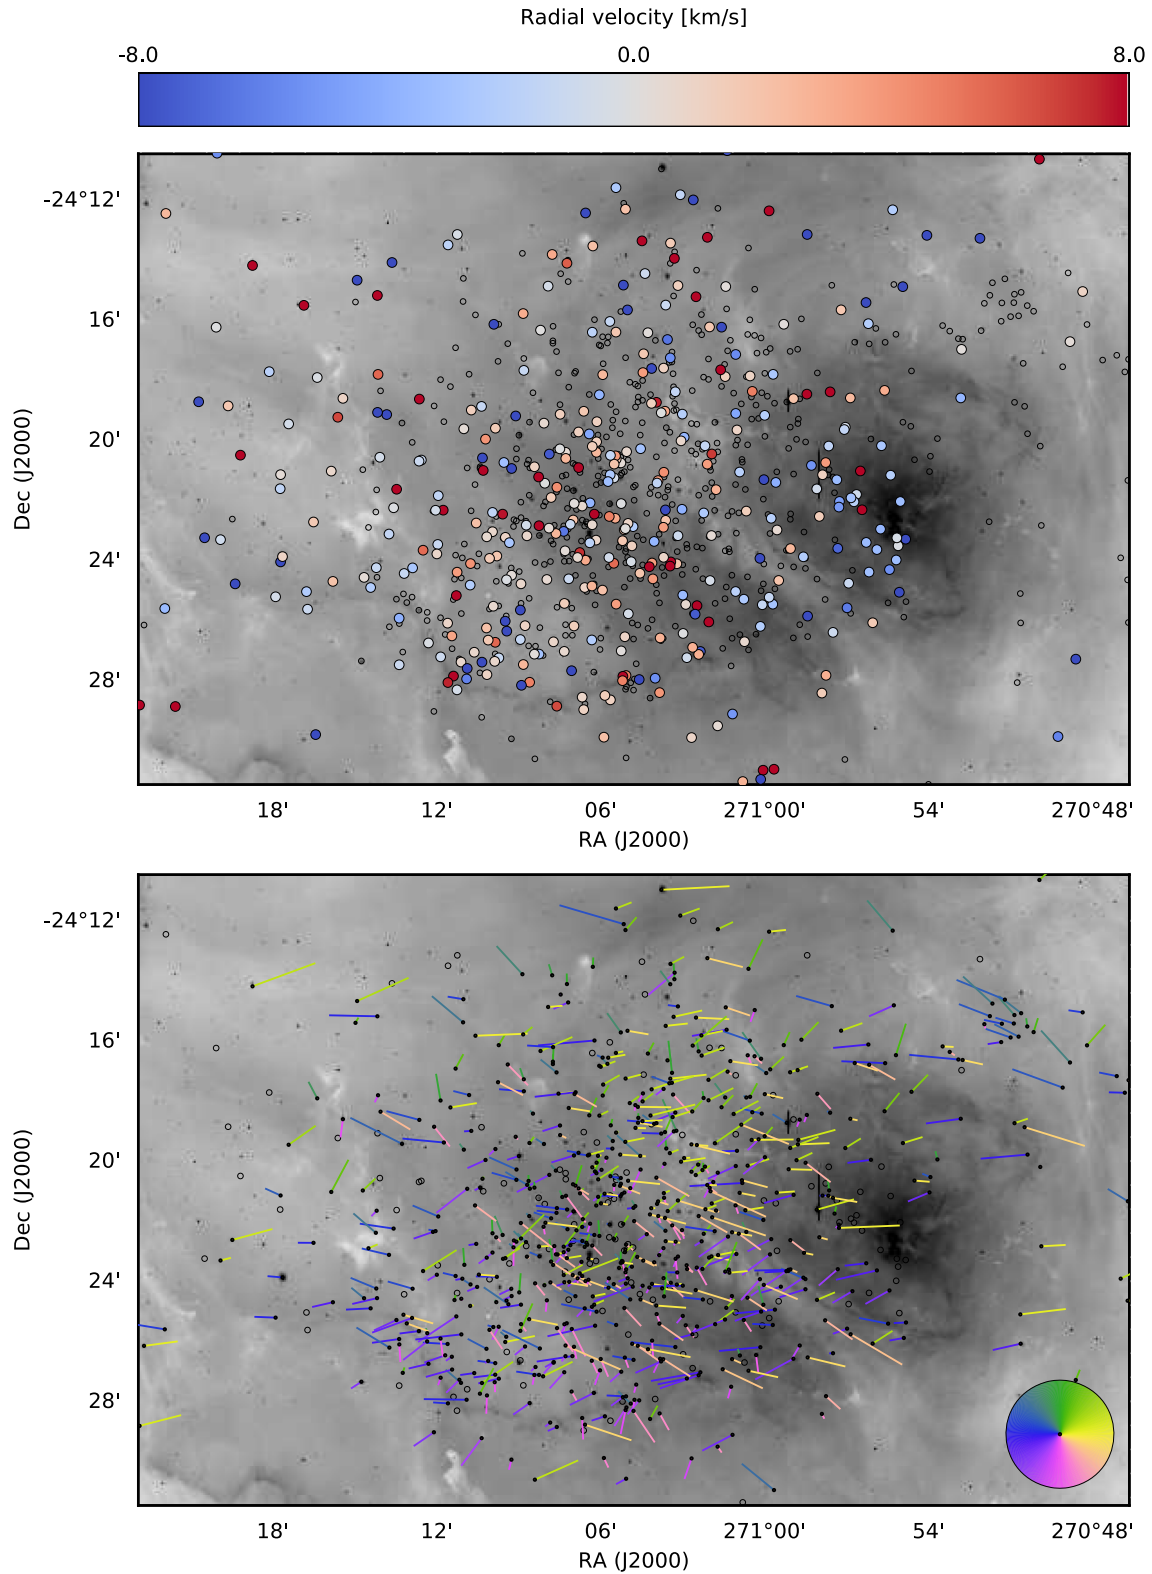 Radial velocity [km/s]
-8.0 0.0 8.0
-24°12'
16'
20'
24'
28'
Dec (J2000)
18' 12' 06' 271°00' 54' 270°48'
RA (J2000)
-24°12'
16'
20'
24'
28'
Dec (J2000)
18' 12' 06' 271°00' 54' 270°48'
RA (J2000)